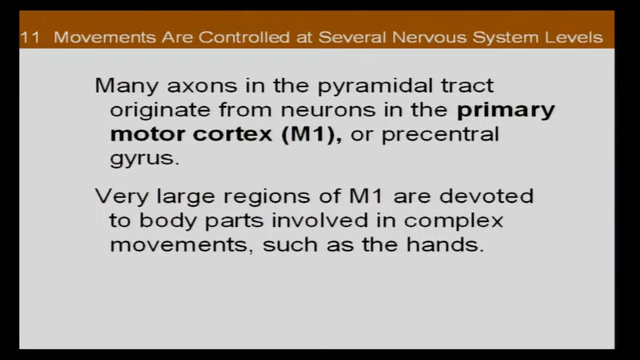 11 Movements Are Controlled at Several Nervous System Levels
Many axons in the pyramidal tract
originate from neurons in the primary
motor cortex (M1), or precentral
gyrus.
Very large regions of M1 are devoted
to body parts involved in complex
movements, such as the hands.